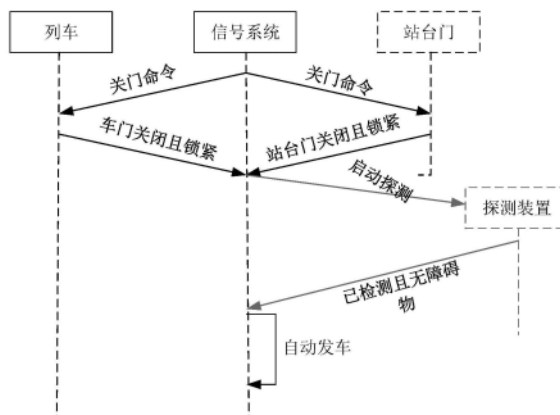 列车
信号系统
站台门
关门命令
关门命令
车门关闭且锁紧
站台门关闭且锁紧
启动探测
探测装置
已检测且无障碍
物
自动发车